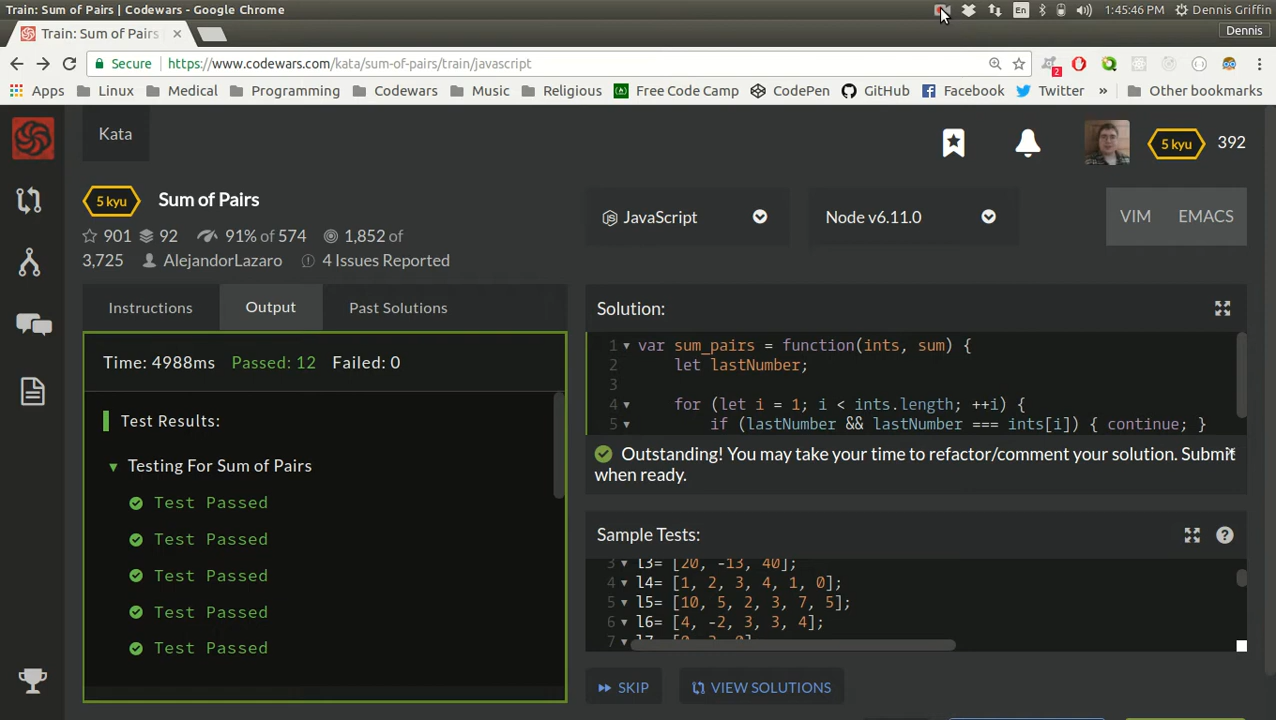 Train: Sum of Pairs | Codewars - Google Chrome
En
1:45:46 PM
Dennis Griffin
Train: Sum of Pairs
Dennis
Secure
https://www.codewars.com/kata/sum-of-pairs/train/javascript
2
Apps
Linux
Medical
Programming
Codewars
Music
Religious
Free Code Camp
CodePen
GitHub
Facebook
Twitter
»
Other bookmarks
Kata
5 kyu
392
5 kyu
Sum of Pairs
901 92 91% of 574 1,852 of
3,725 AlejandorLazaro 4 Issues Reported
JavaScript
Node v6.11.0
VIM
EMACS
Instructions
Output
Past Solutions
Time: 4988ms Passed: 12 Failed: 0
Test Results:
Testing For Sum of Pairs
Test Passed
Test Passed
Test Passed
Test Passed
Test Passed
Solution:
1 var sum_pairs = function(ints, sum) {
2 let lastNumber;
3
4 for (let i = 1; i < ints.length; ++i) {
5 if (lastNumber && lastNumber === ints[i]) { continue; }
Outstanding! You may take your time to refactor/comment your solution. Submit
when ready.
Sample Tests:
3 l3= [20, -13, 40];
4 l4= [1, 2, 3, 4, 1, 0];
5 l5= [10, 5, 2, 3, 7, 5];
6 l6= [4, -2, 3, 3, 4];
7
SKIP
VIEW SOLUTIONS